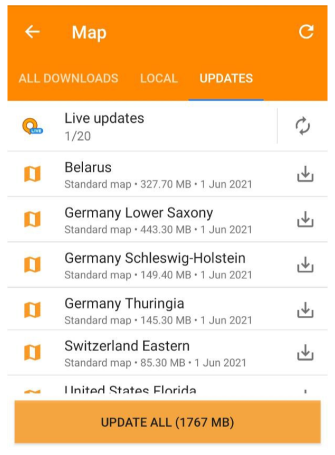 Map
ALL DOWNLOADS LOCAL UPDATES
LIVE
Live updates
1/20
Belarus
Standard map • 327.70 MB • 1 Jun 2021
Germany Lower Saxony
Standard map • 443.30 MB • 1 Jun 2021
Germany Schleswig-Holstein
Standard map • 149.40 MB • 1 Jun 2021
Germany Thuringia
Standard map • 145.30 MB • 1 Jun 2021
Switzerland Eastern
Standard map • 85.30 MB • 1 Jun 2021
United States Florida
UPDATE ALL (1767 MB)